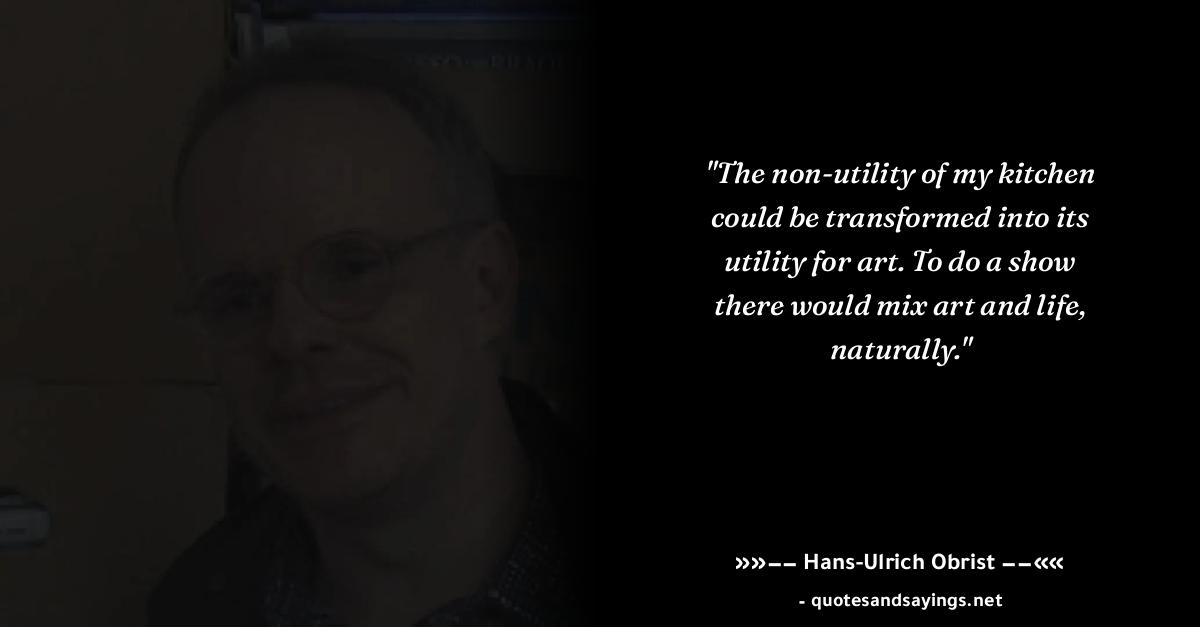 "The non-utility of my kitchen
could be transformed into its
utility for art. To do a show
there would mix art and life,
naturally."
»»−− Hans-Ulrich Obrist −−««
- quotesandsayings.net